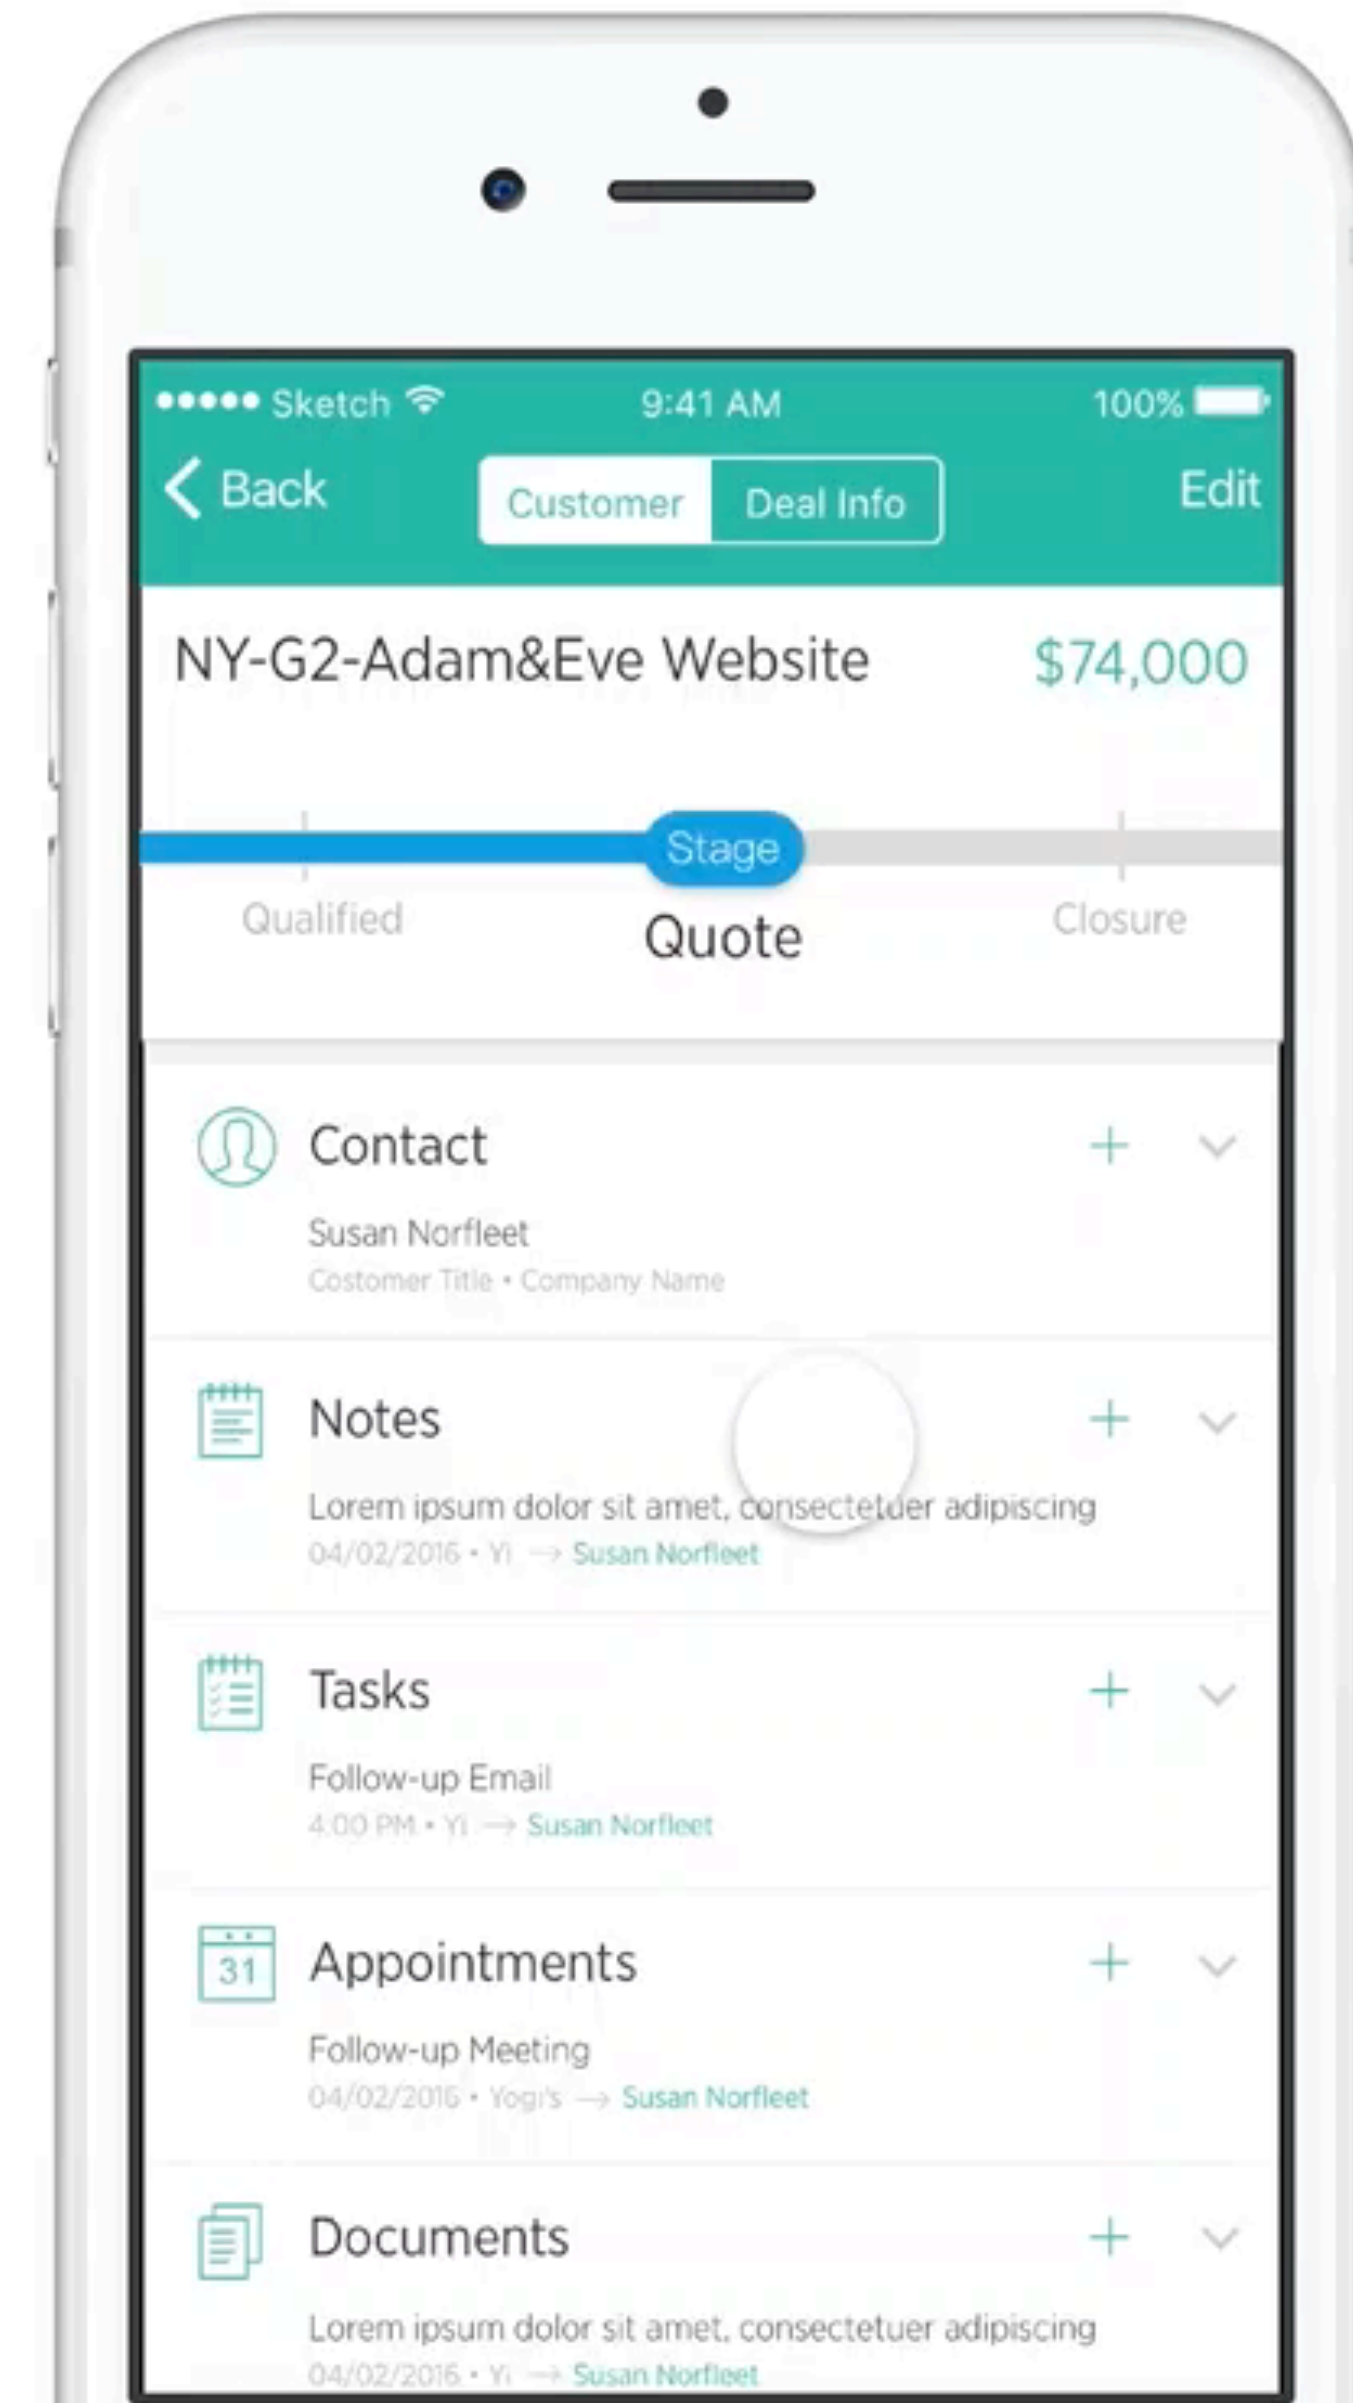 Sketch 9:41 AM 100%
Back Customer Deal Info Edit
NY-G2-Adam&Eve Website $74,000
Stage
Qualified Quote Closure
Contact
Susan Norfleet
Costomer Title • Company Name
Notes
Lorem ipsum dolor sit amet, consectetuer adipiscing
04/02/2016 • Yi → Susan Norfleet
Tasks
Follow-up Email
4:00 PM • Yi → Susan Norfleet
31 Appointments
Follow-up Meeting
04/02/2016 • Yogi's → Susan Norfleet
Documents
Lorem ipsum dolor sit amet, consectetuer adipiscing
04/02/2016 • Yi → Susan Norfleet